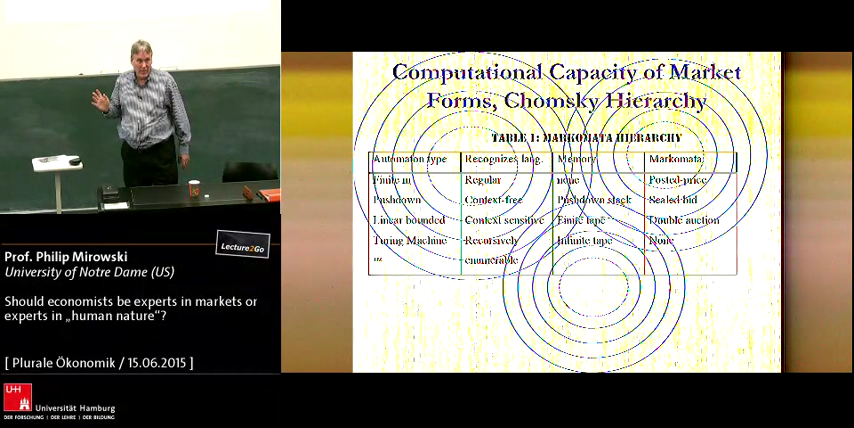 Computational Capacity of Market
Forms, Chomsky Hierarchy
TABLE 1: MARKOMATA HIERARCHY
Automaton type Recognizes lang. Memory Markomata
Finite Regular none Posted-price
Pushdown Context-free Pushdown stack Sealed bid
Linear bounded Context sensitive Finite tape Double auction
Turing Machine Recursively Infinite tape None
enumerable
Lecture2Go
Prof. Philip Mirowski
University of Notre Dame (US)
Should economists be experts in markets or
experts in „human nature“?
[ Plurale Ökonomik / 15.06.2015 ]
UH
Universität Hamburg
DER FORSCHUNG | DER LEHRE | DER BILDUNG